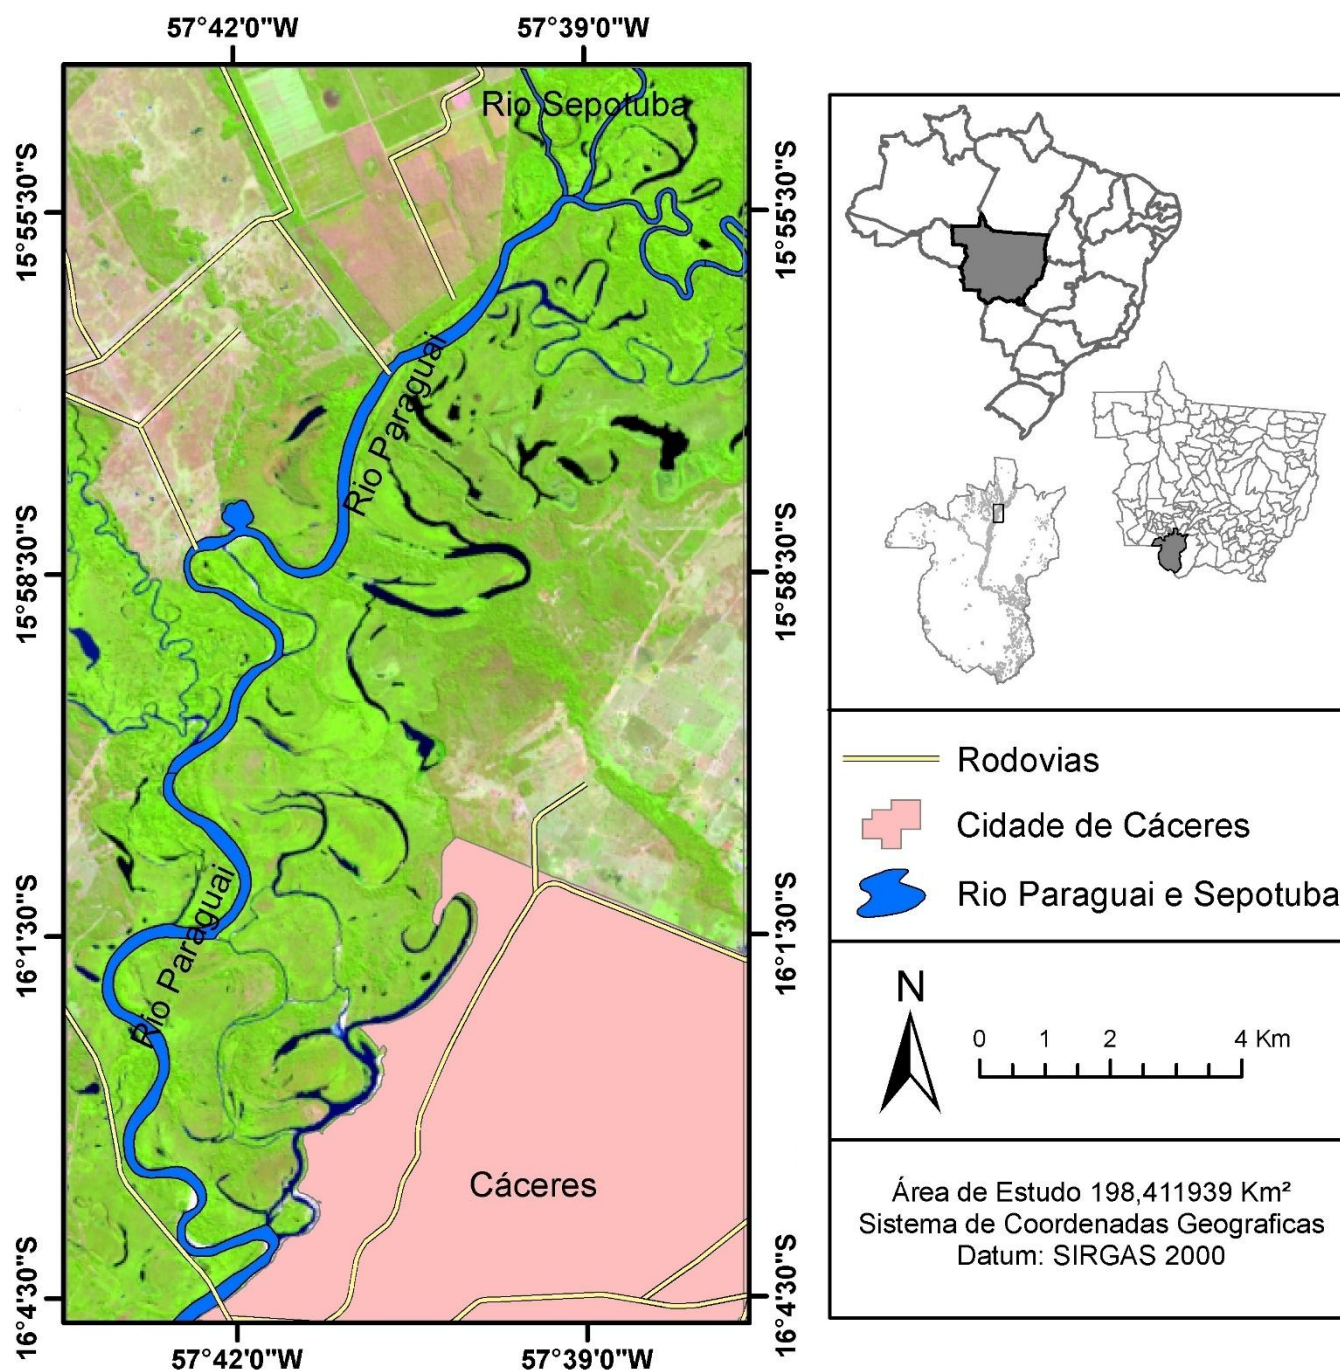 57°42'0"W
57°39'0"W
15°55'30"S
15°55'30"S
Rio Sepotuba
Rio Paraguai
15°58'30"S
15°58'30"S
Rio Paraguai
16°1'30"S
16°1'30"S
Cáceres
16°4'30"S
16°4'30"S
57°42'0"W
57°39'0"W
Rodovias
Cidade de Cáceres
Rio Paraguai e Sepotuba
N
0 1 2 4 Km
Área de Estudo 198,411939 Km²
Sistema de Coordenadas Geograficas
Datum: SIRGAS 2000